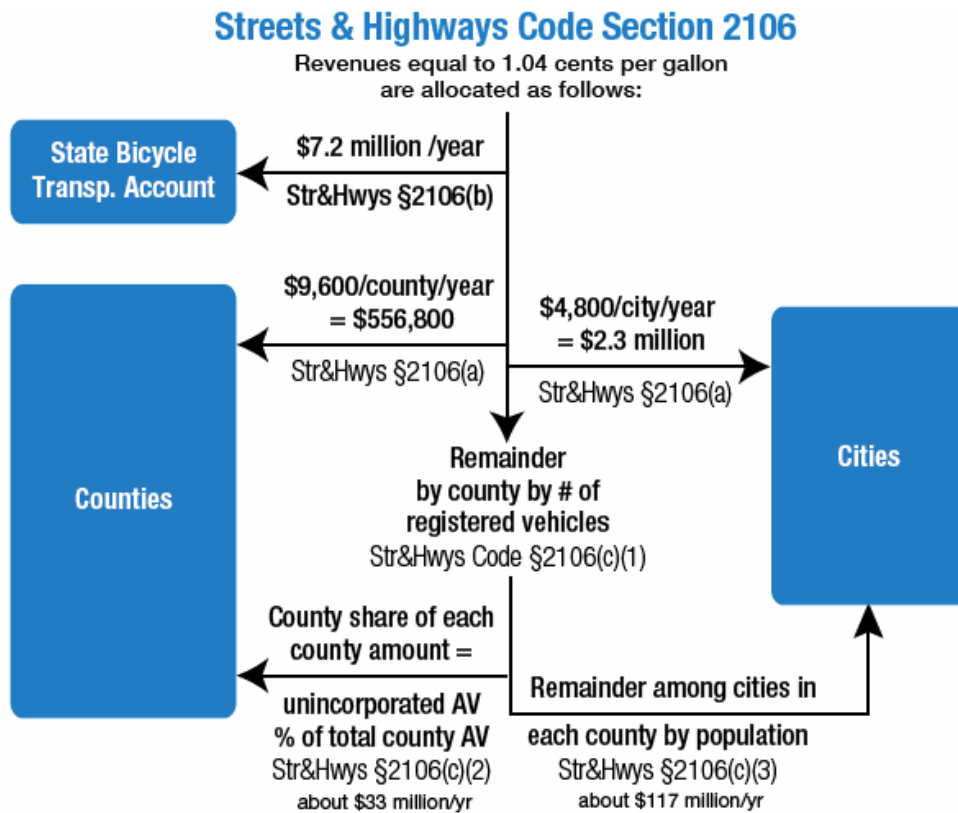 Streets & Highways Code Section 2106
Revenues equal to 1.04 cents per gallon
are allocated as follows:
State Bicycle
Transp. Account
$7.2 million /year
Str&Hwys §2106(b)
$9,600/county/year
= $556,800
Str&Hwys §2106(a)
$4,800/city/year
= $2.3 million
Str&Hwys §2106(a)
Counties
Cities
Remainder
by county by # of
registered vehicles
Str&Hwys Code §2106(c)(1)
County share of each
county amount =
unincorporated AV
% of total county AV
Str&Hwys §2106(c)(2)
about $33 million/yr
Remainder among cities in
each county by population
Str&Hwys §2106(c)(3)
about $117 million/yr